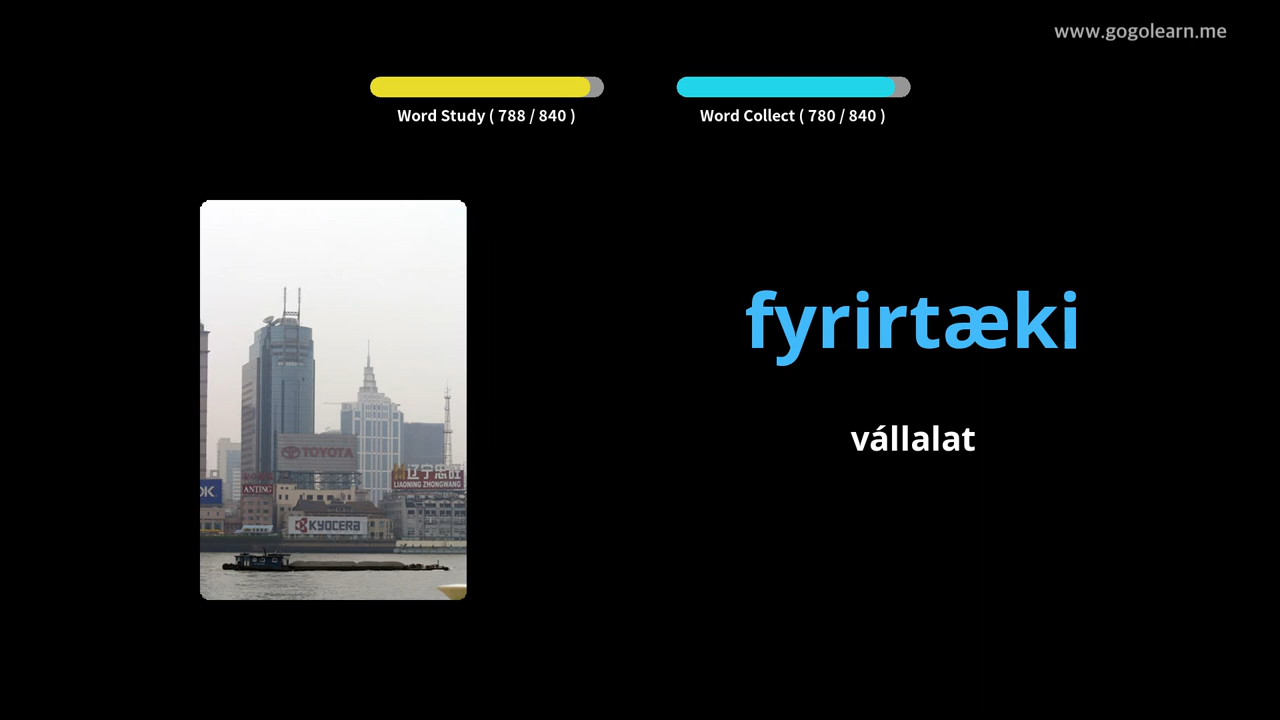 www.gogolearn.me
Word Study ( 788 / 840 )
Word Collect ( 780 / 840 )
fyrirtæki
vállalat
TOYOTA
辽宁忠旺
LIAONING ZHONGWANG
OK
ANTING
KYOCERA